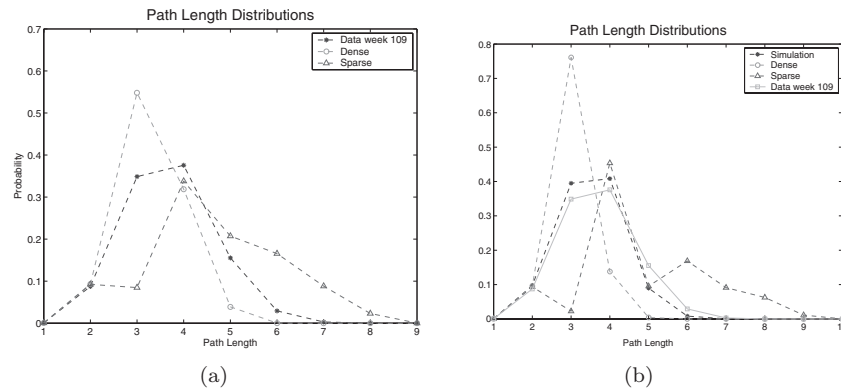 Path Length Distributions
0.7
0.6
0.5
0.4
0.3
0.2
0.1
0
Probability
Data week 109
Dense
Sparse
1 2 3 4 5 6 7 8 9
Path Length
(a)
Path Length Distributions
0.8
0.7
0.6
0.5
0.4
0.3
0.2
0.1
0
Simulation
Dense
Sparse
Data week 109
1 2 3 4 5 6 7 8 9 1
Path Length
(b)